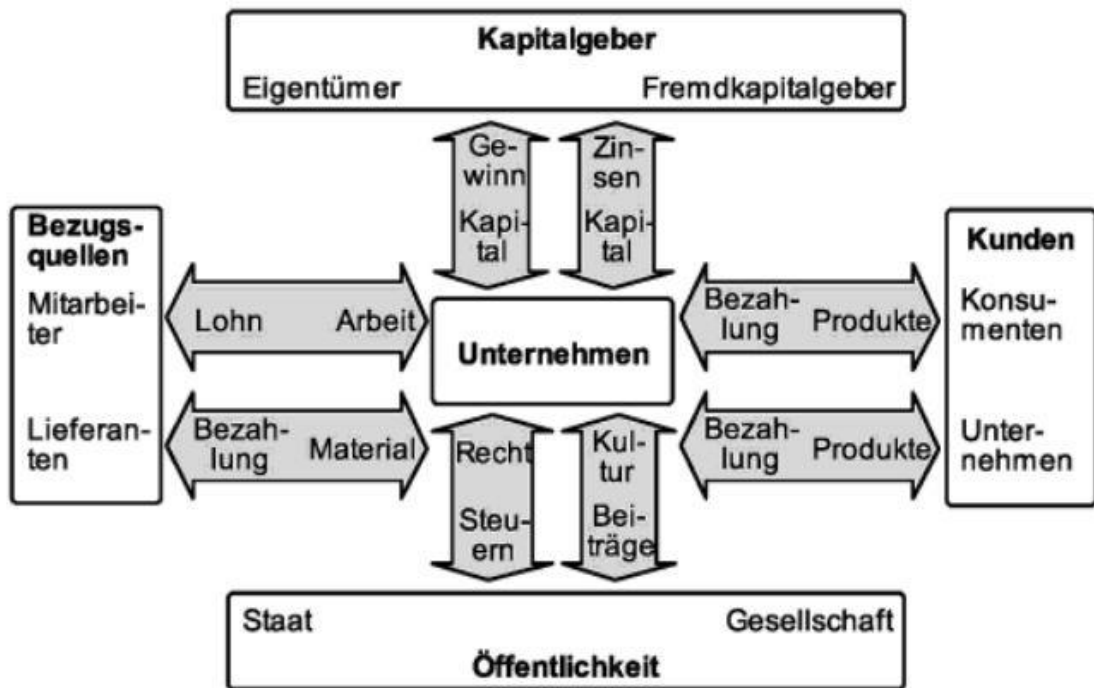 Kapitalgeber
Eigentümer Fremdkapitalgeber
Ge-
winn
Kapi-
tal
Zin-
sen
Kapi-
tal
Bezugs-
quellen
Mitarbei-
ter
Lieferan-
ten
Lohn Arbeit
Bezah-
lung
Material
Unternehmen
Bezah-
lung
Produkte
Bezah-
lung
Produkte
Kunden
Konsu-
menten
Unter-
nehmen
Recht
Steu-
ern
Kul-
tur
Bei-
träge
Staat Gesellschaft
Öffentlichkeit